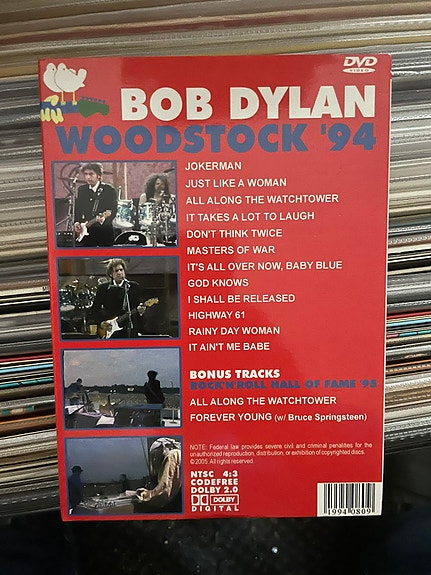 DVD
VIDEO
BOB DYLAN
WOODSTOCK '94
JOKERMAN
JUST LIKE A WOMAN
ALL ALONG THE WATCHTOWER
IT TAKES A LOT TO LAUGH
DON'T THINK TWICE
MASTERS OF WAR
IT'S ALL OVER NOW, BABY BLUE
GOD KNOWS
I SHALL BE RELEASED
HIGHWAY 61
RAINY DAY WOMAN
IT AIN'T ME BABE
BONUS TRACKS
ROCK'N'ROLL HALL OF FAME '95
ALL ALONG THE WATCHTOWER
FOREVER YOUNG (w/ Bruce Springsteen)
NOTE: Federal law provides severe civil and criminal penalties for the
unauthorized reproduction, distribution, or exhibition of copyrighted discs.
©2005. All rights reserved.
NTSC 4:3
CODEFREE
DOLBY 2.0
DOLBY
DIGITAL
1994 0809